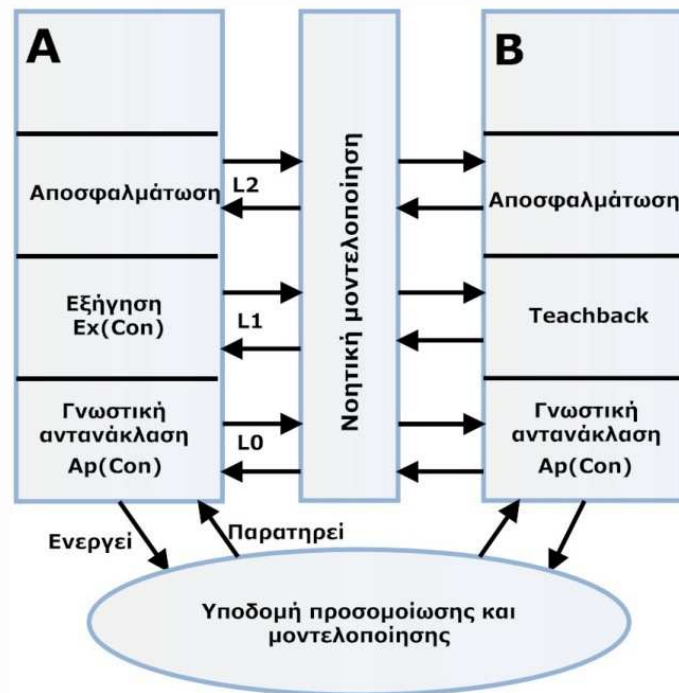 A
B
Αποσφαλμάτωση
L2
Νοητική μοντελοποίηση
Αποσφαλμάτωση
Εξήγηση
Ex(Con)
L1
Teachback
Γνωστική
αντανάκλαση
Ap(Con)
L0
Γνωστική
αντανάκλαση
Ap(Con)
Ενεργεί
Παρατηρεί
Υποδομή προσομοίωσης και
μοντελοποίησης